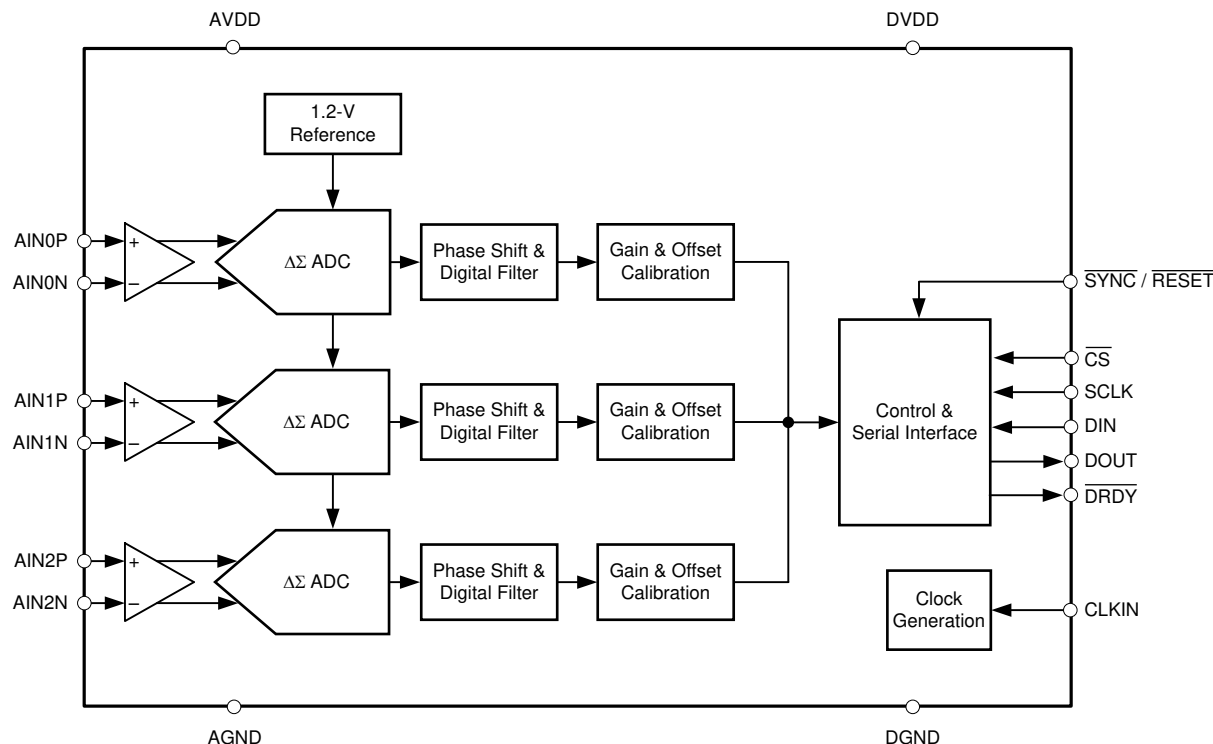 AVDD
DVDD
1.2-V
Reference
AIN0P
AIN0N
+
−
ΔΣ ADC
Phase Shift &
Digital Filter
Gain & Offset
Calibration
SYNC / RESET
AIN1P
AIN1N
+
−
ΔΣ ADC
Phase Shift &
Digital Filter
Gain & Offset
Calibration
Control &
Serial Interface
CS
SCLK
DIN
DOUT
DRDY
AIN2P
AIN2N
+
−
ΔΣ ADC
Phase Shift &
Digital Filter
Gain & Offset
Calibration
Clock
Generation
CLKIN
AGND
DGND